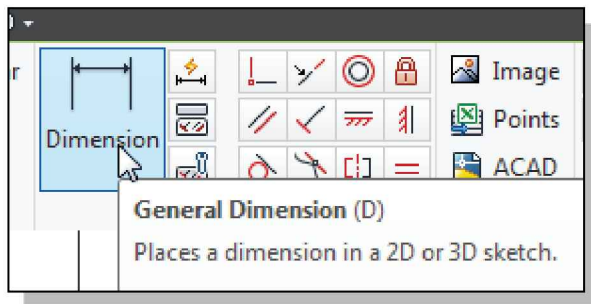 Image
Dimension
Points
ACAD
General Dimension (D)
Places a dimension in a 2D or 3D sketch.